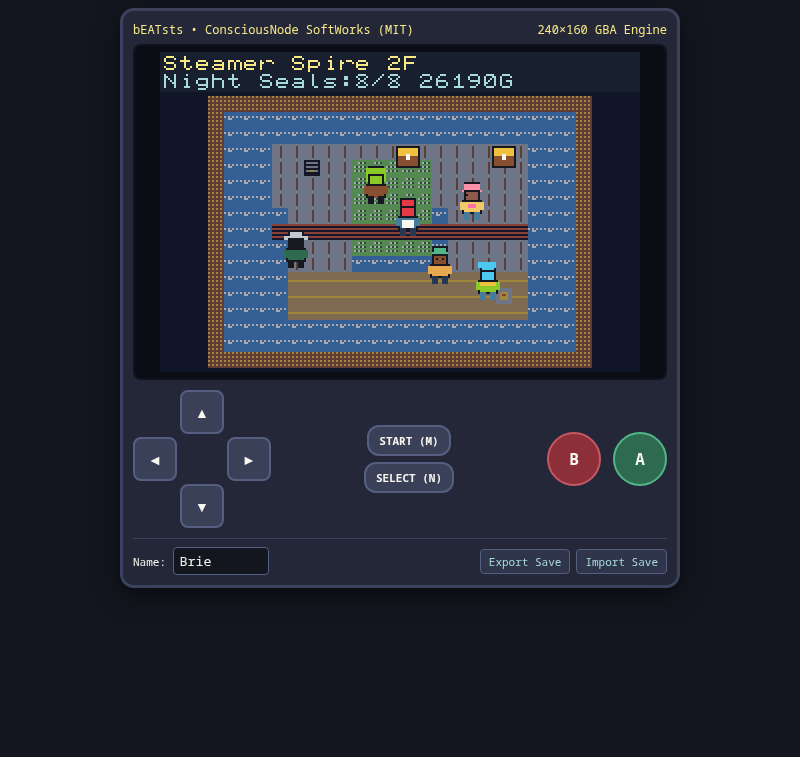 bEATsts • ConsciousNode SoftWorks (MIT)
240×160 GBA Engine
Steamer Spire 2F
Night Seals:8/8 26190G
▲
◄
►
▼
START (M)
SELECT (N)
B
A
Name:
Brie
Export Save
Import Save